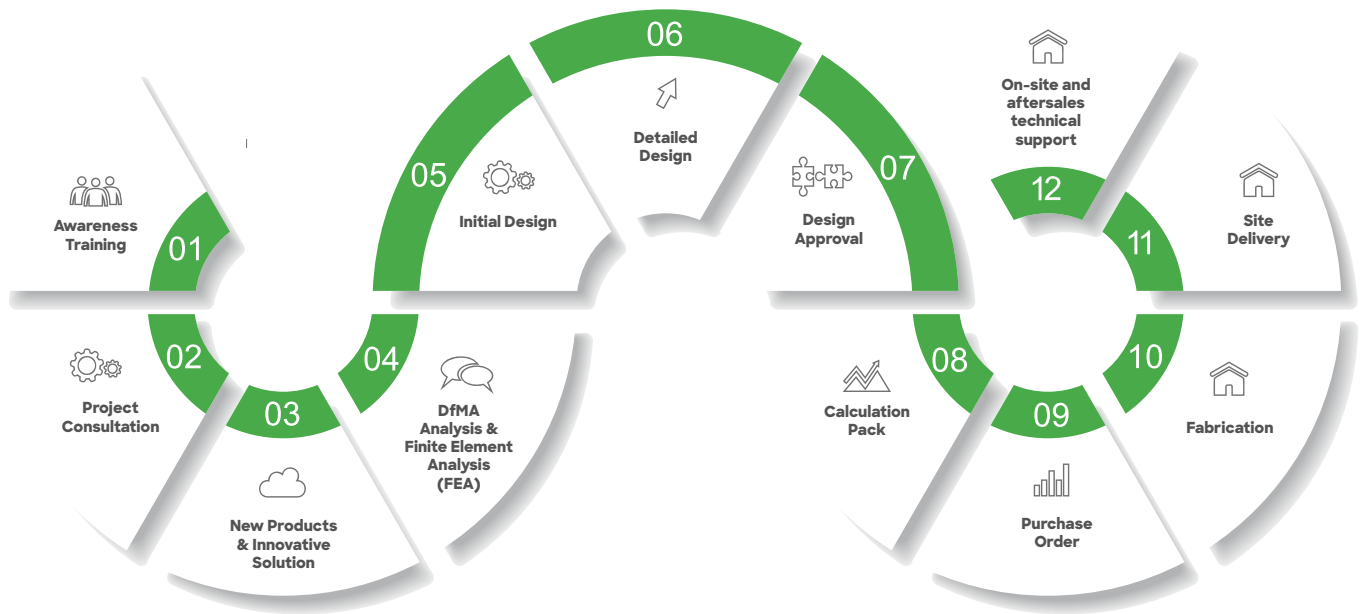 01
Awareness
Training
02
Project
Consultation
03
New Products
& Innovative
Solution
04
DfMA
Analysis &
Finite Element
Analysis
(FEA)
05
Initial Design
06
Detailed
Design
07
Design
Approval
08
Calculation
Pack
09
Purchase
Order
10
Fabrication
11
Site
Delivery
12
On-site and
aftersales
technical
support